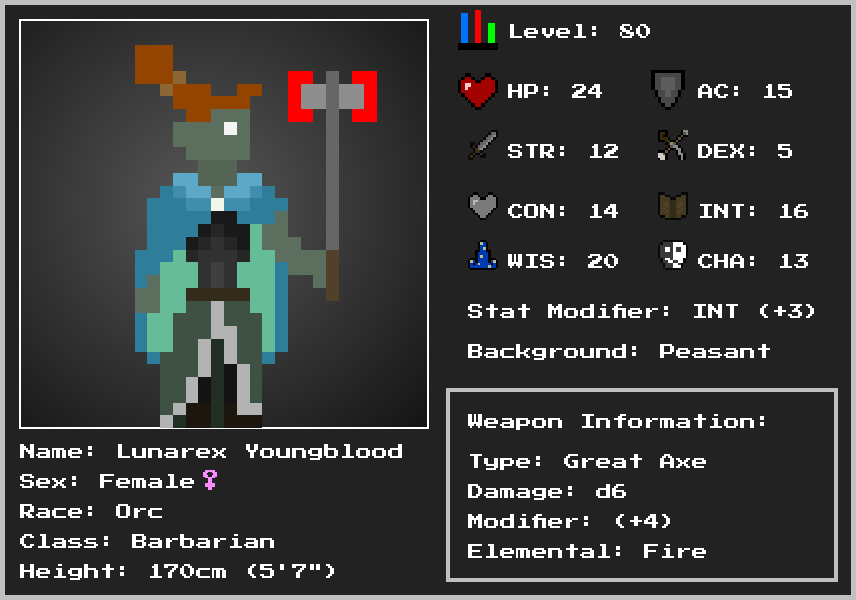 Level: 80
HP: 24
AC: 15
STR: 12
DEX: 5
CON: 14
INT: 16
WIS: 20
CHA: 13
Stat Modifier: INT (+3)
Background: Peasant
Weapon Information:
Type: Great Axe
Damage: d6
Modifier: (+4)
Elemental: Fire
Name: Lunarex Youngblood
Sex: Female♀
Race: Orc
Class: Barbarian
Height: 170cm (5'7")